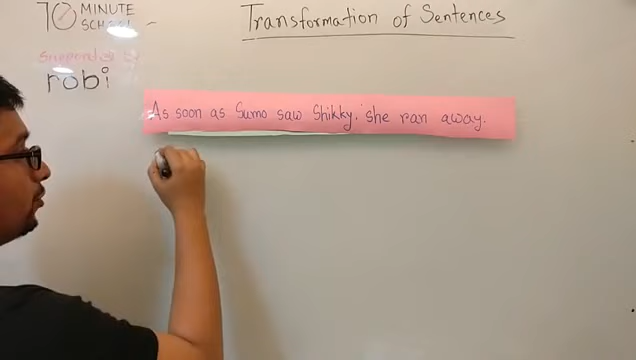 10 MINUTE
SCHOOL
Transformation of Sentences
robi
As soon as Sumo saw Shikky, she ran away.